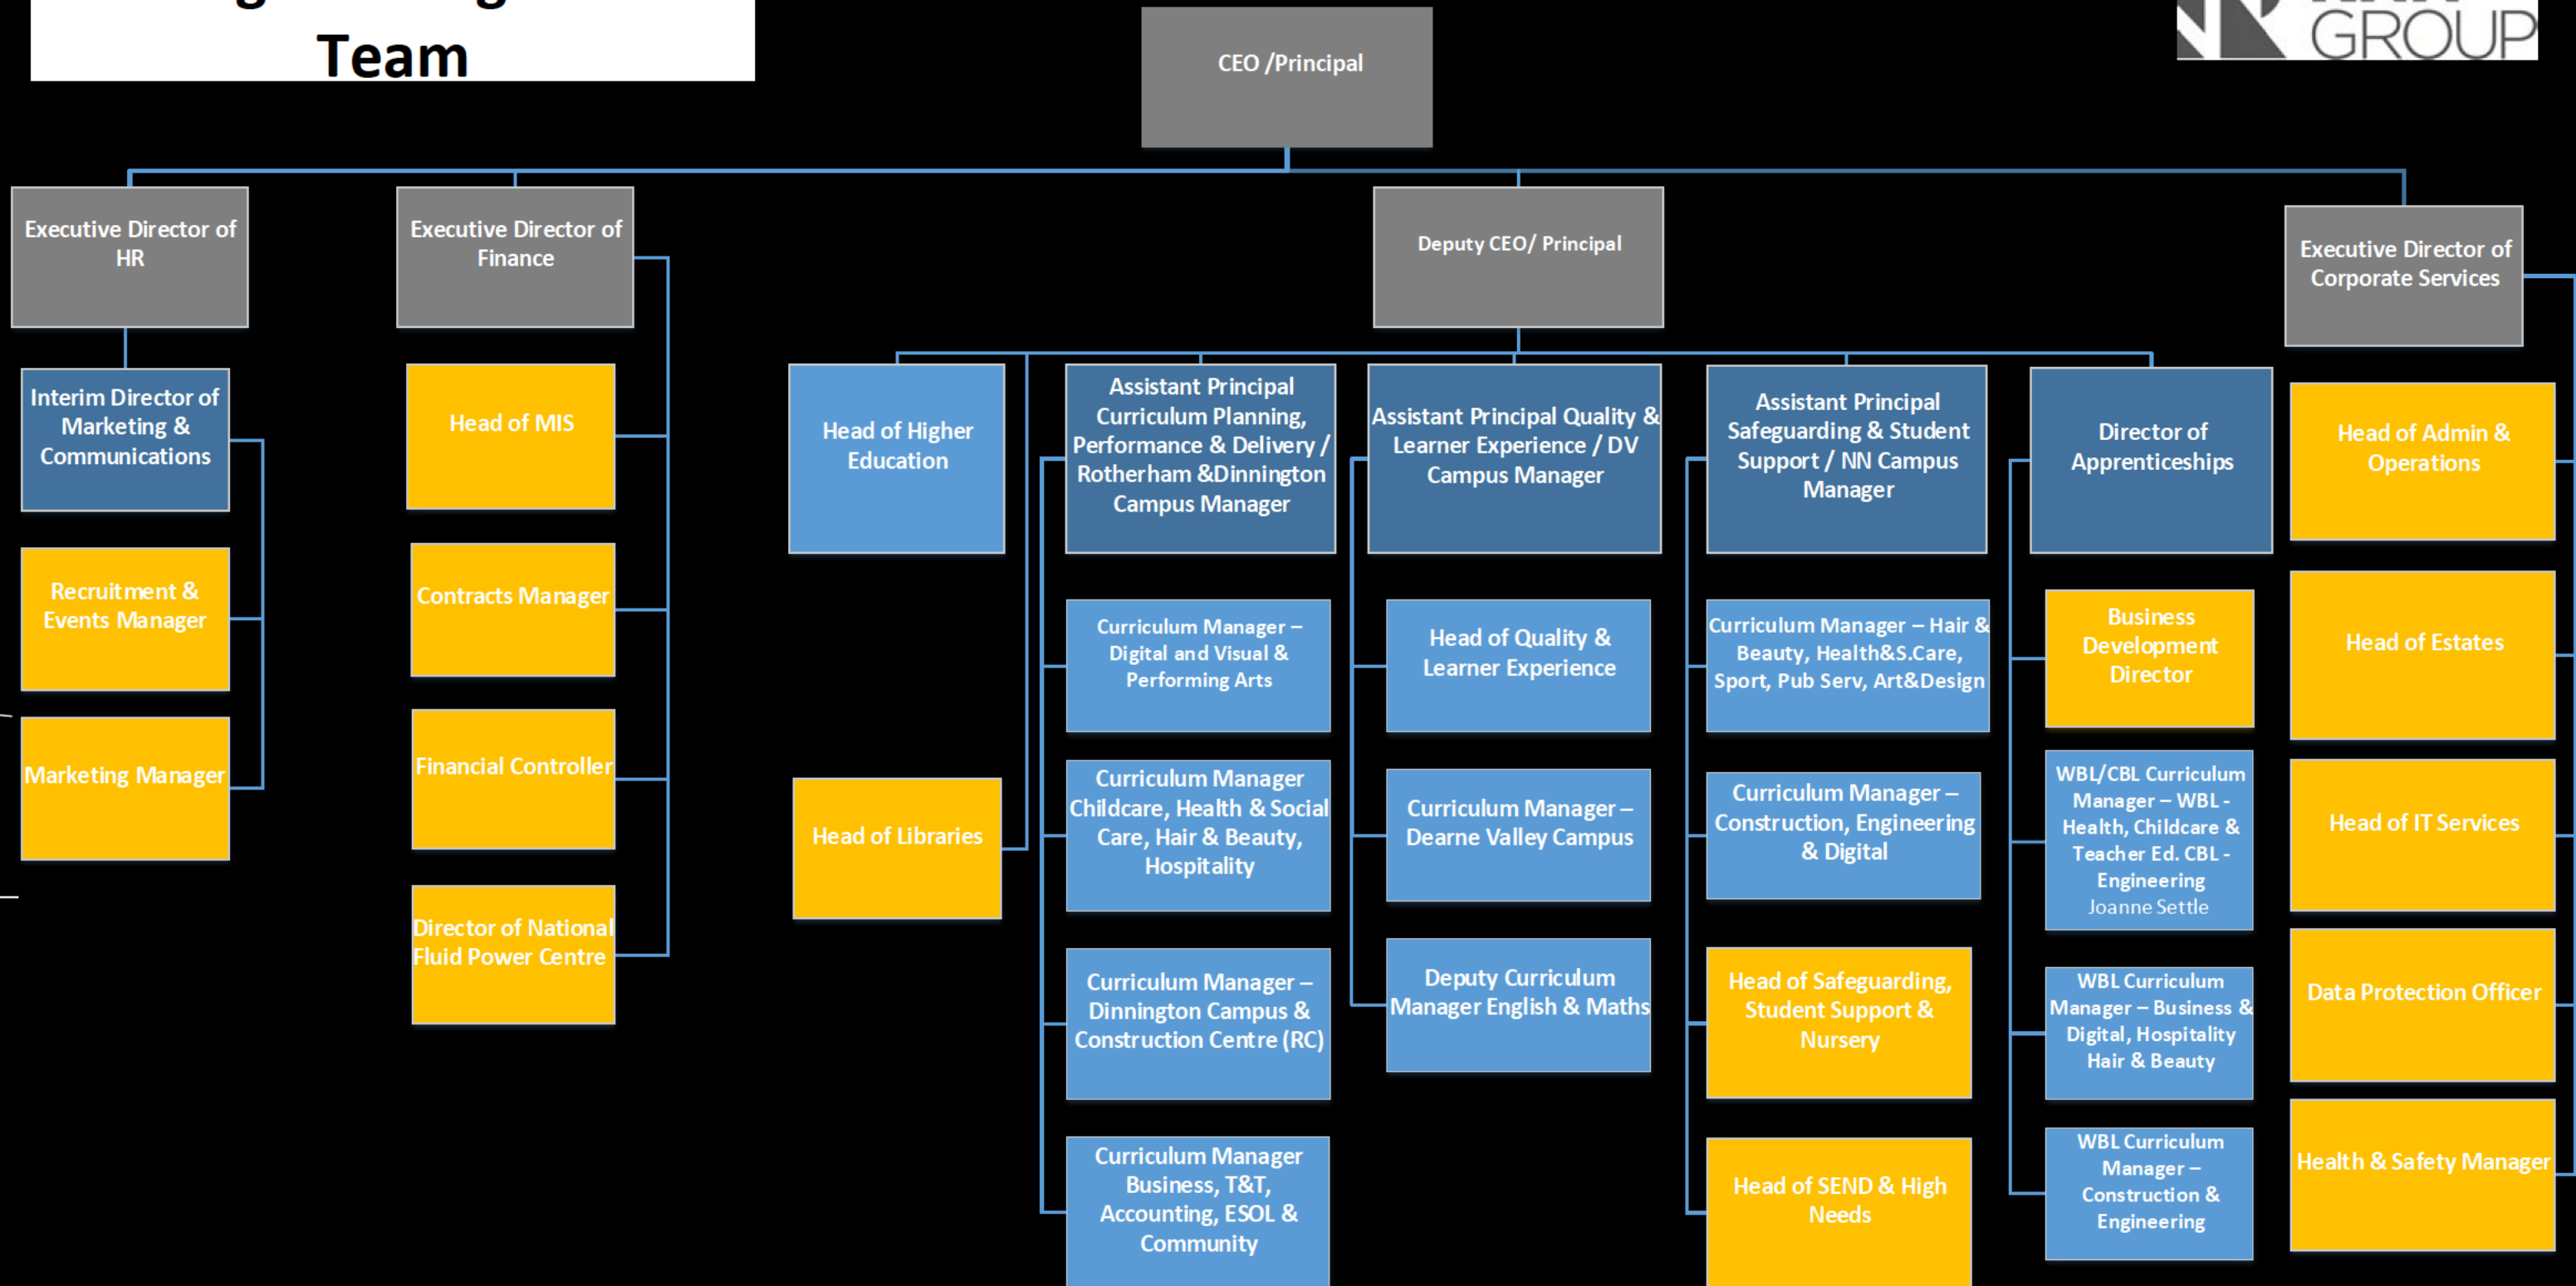 Team
GROUP
CEO /Principal
Executive Director of
HR
Executive Director of
Finance
Deputy CEO/ Principal
Executive Director of
Corporate Services
Interim Director of
Marketing &
Communications
Recruitment &
Events Manager
Marketing Manager
Head of MIS
Contracts Manager
Financial Controller
Director of National
Fluid Power Centre
Head of Higher
Education
Head of Libraries
Assistant Principal
Curriculum Planning,
Performance & Delivery /
Rotherham &Dinnington
Campus Manager
Curriculum Manager –
Digital and Visual &
Performing Arts
Curriculum Manager
Childcare, Health & Social
Care, Hair & Beauty,
Hospitality
Curriculum Manager –
Dinnington Campus &
Construction Centre (RC)
Curriculum Manager
Business, T&T,
Accounting, ESOL &
Community
Assistant Principal Quality &
Learner Experience / DV
Campus Manager
Head of Quality &
Learner Experience
Curriculum Manager –
Dearne Valley Campus
Deputy Curriculum
Manager English & Maths
Assistant Principal
Safeguarding & Student
Support / NN Campus
Manager
Curriculum Manager – Hair &
Beauty, Health&S.Care,
Sport, Pub Serv, Art&Design
Curriculum Manager –
Construction, Engineering
& Digital
Head of Safeguarding,
Student Support &
Nursery
Head of SEND & High
Needs
Director of
Apprenticeships
Business
Development
Director
WBL/CBL Curriculum
Manager – WBL -
Health, Childcare &
Teacher Ed. CBL -
Engineering
Joanne Settle
WBL Curriculum
Manager – Business &
Digital, Hospitality
Hair & Beauty
WBL Curriculum
Manager –
Construction &
Engineering
Head of Admin &
Operations
Head of Estates
Head of IT Services
Data Protection Officer
Health & Safety Manager